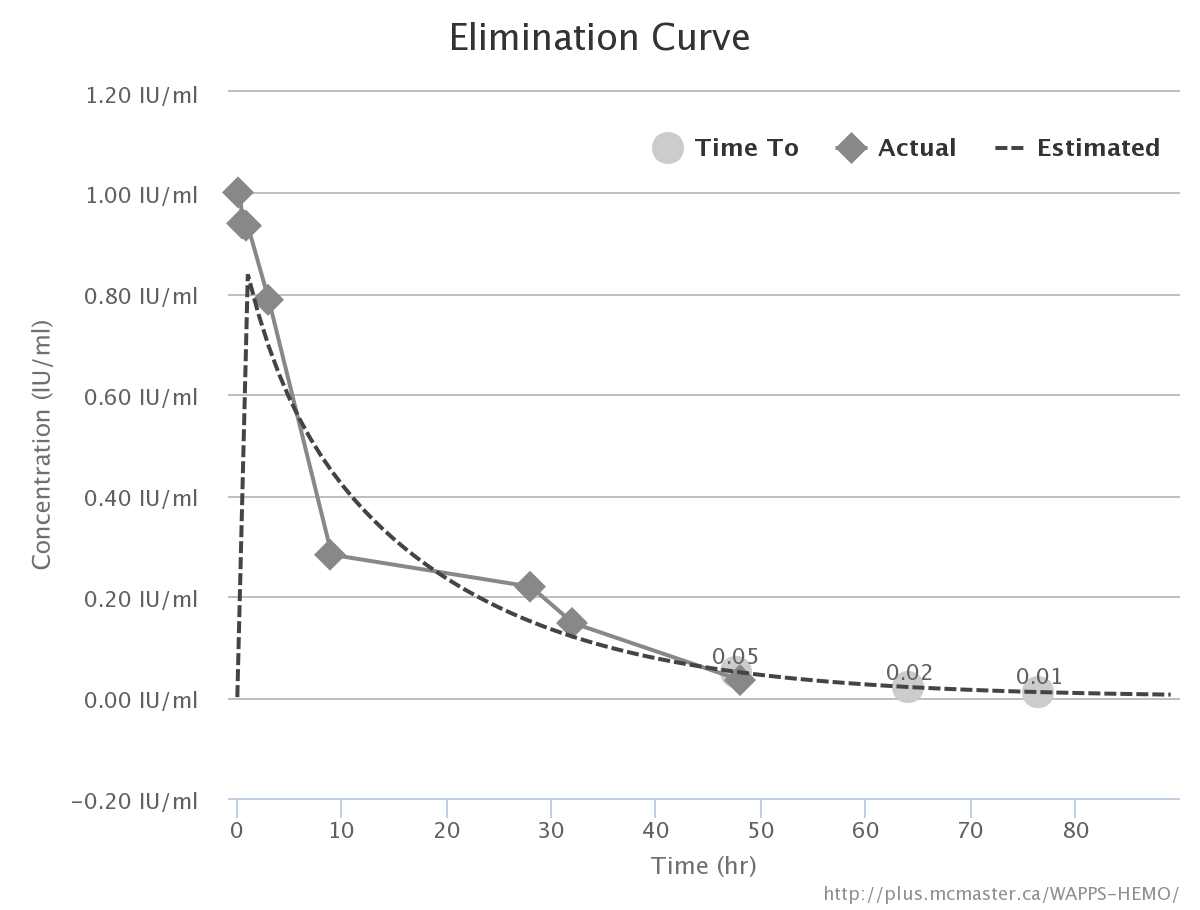 Elimination Curve
1.20 IU/ml
Time To Actual Estimated
1.00 IU/ml
0.80 IU/ml
0.60 IU/ml
0.40 IU/ml
0.20 IU/ml
0.00 IU/ml
−0.20 IU/ml
Concentration (IU/ml)
0.05
0.02
0.01
0 10 20 30 40 50 60 70 80
Time (hr)
http://plus.mcmaster.ca/WAPPS-HEMO/